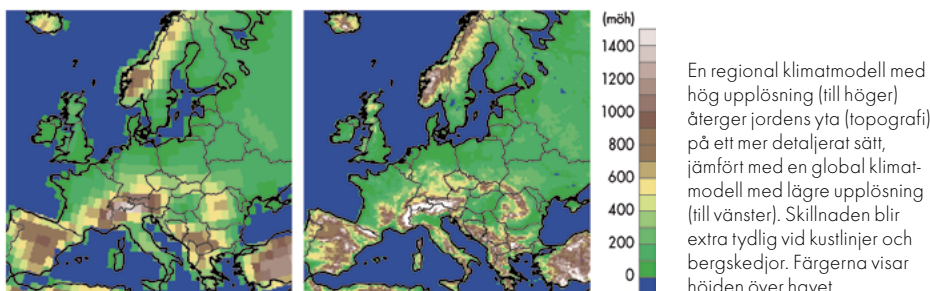 (möh)
1400
1200
1000
800
600
400
200
0
En regional klimatmodell med
hög upplösning (till höger)
återger jordens yta (topografi)
på ett mer detaljerat sätt,
jämfört med en global klimat-
modell med lägre upplösning
(till vänster). Skillnaden blir
extra tydlig vid kustlinjer och
bergskedjor. Färgerna visar
höjden över havet